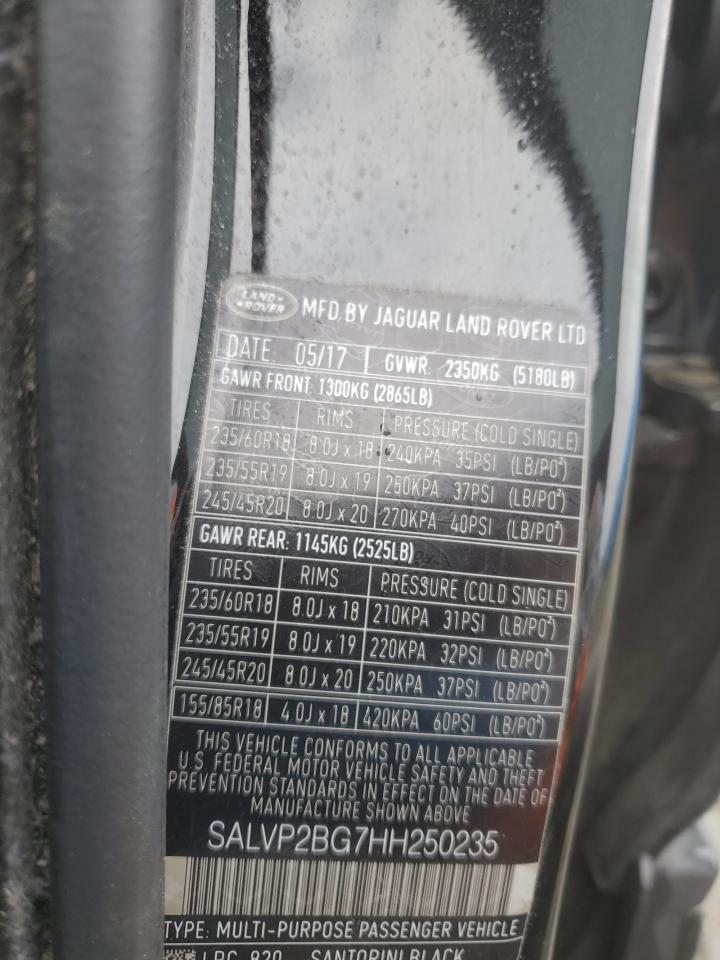 LAND-ROVER MFD BY JAGUAR LAND ROVER LTD
DATE: 05/17 GVWR: 2350KG (5180LB)
GAWR FRONT: 1300KG (2865LB)
TIRES RIMS PRESSURE (COLD SINGLE)
235/60R18 8.0J x 18 240KPA 35PSI (LB/PO²)
235/55R19 8.0J x 19 250KPA 37PSI (LB/PO²)
245/45R20 8.0J x 20 270KPA 40PSI (LB/PO²)
GAWR REAR: 1145KG (2525LB)
TIRES RIMS PRESSURE (COLD SINGLE)
235/60R18 8.0J x 18 210KPA 31PSI (LB/PO²)
235/55R19 8.0J x 19 220KPA 32PSI (LB/PO²)
245/45R20 8.0J x 20 250KPA 37PSI (LB/PO²)
155/85R18 4.0J x 18 420KPA 60PSI (LB/PO²)
THIS VEHICLE CONFORMS TO ALL APPLICABLE
U.S. FEDERAL MOTOR VEHICLE SAFETY AND THEFT
PREVENTION STANDARDS IN EFFECT ON THE DATE OF
MANUFACTURE SHOWN ABOVE
SALVP2BG7HH250235
TYPE: MULTI-PURPOSE PASSENGER VEHICLE
LRC 820 SANTORINI BLACK